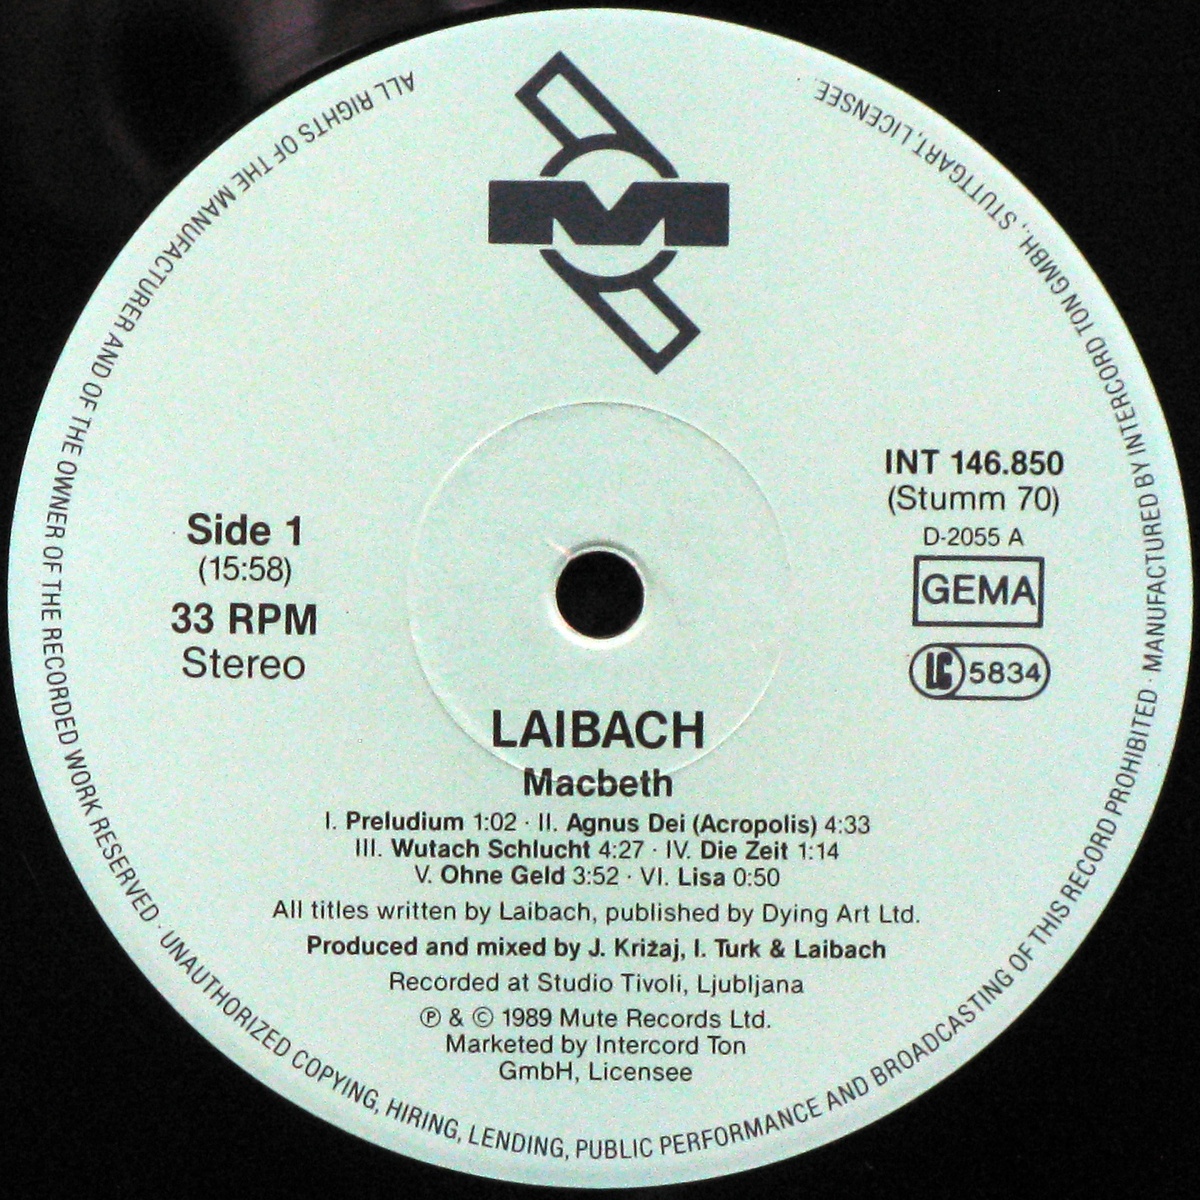 M
INT 146.850
(Stumm 70)
D-2055 A
GEMA
LC 5834
Side 1
(15:58)
33 RPM
Stereo
LAIBACH
Macbeth
I. Preludium 1:02 · II. Agnus Dei (Acropolis) 4:33
III. Wutach Schlucht 4:27 · IV. Die Zeit 1:14
V. Ohne Geld 3:52 · VI. Lisa 0:50
All titles written by Laibach, published by Dying Art Ltd.
Produced and mixed by J. Križaj, I. Turk & Laibach
Recorded at Studio Tivoli, Ljubljana
℗ & © 1989 Mute Records Ltd.
Marketed by Intercord Ton
GmbH, Licensee
ALL RIGHTS OF THE MANUFACTURER AND OF THE OWNER OF THE RECORDED WORK RESERVED · UNAUTHORIZED COPYING, HIRING, LENDING, PUBLIC PERFORMANCE AND BROADCASTING OF THIS RECORD PROHIBITED · MANUFACTURED BY INTERCORD TON GMBH., STUTTGART, LICENSEE.